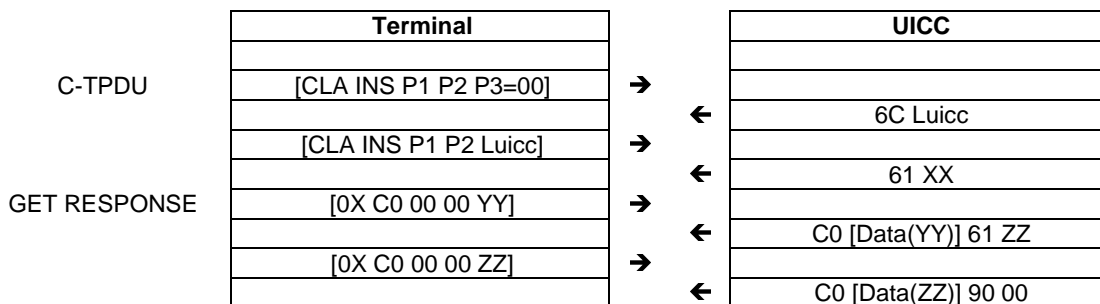 Terminal UICC
C-TPDU [CLA INS P1 P2 P3=00] ➔
🡰 6C Luicc
[CLA INS P1 P2 Luicc] ➔
🡰 61 XX
GET RESPONSE [0X C0 00 00 YY] ➔
🡰 C0 [Data(YY)] 61 ZZ
[0X C0 00 00 ZZ] ➔
🡰 C0 [Data(ZZ)] 90 00